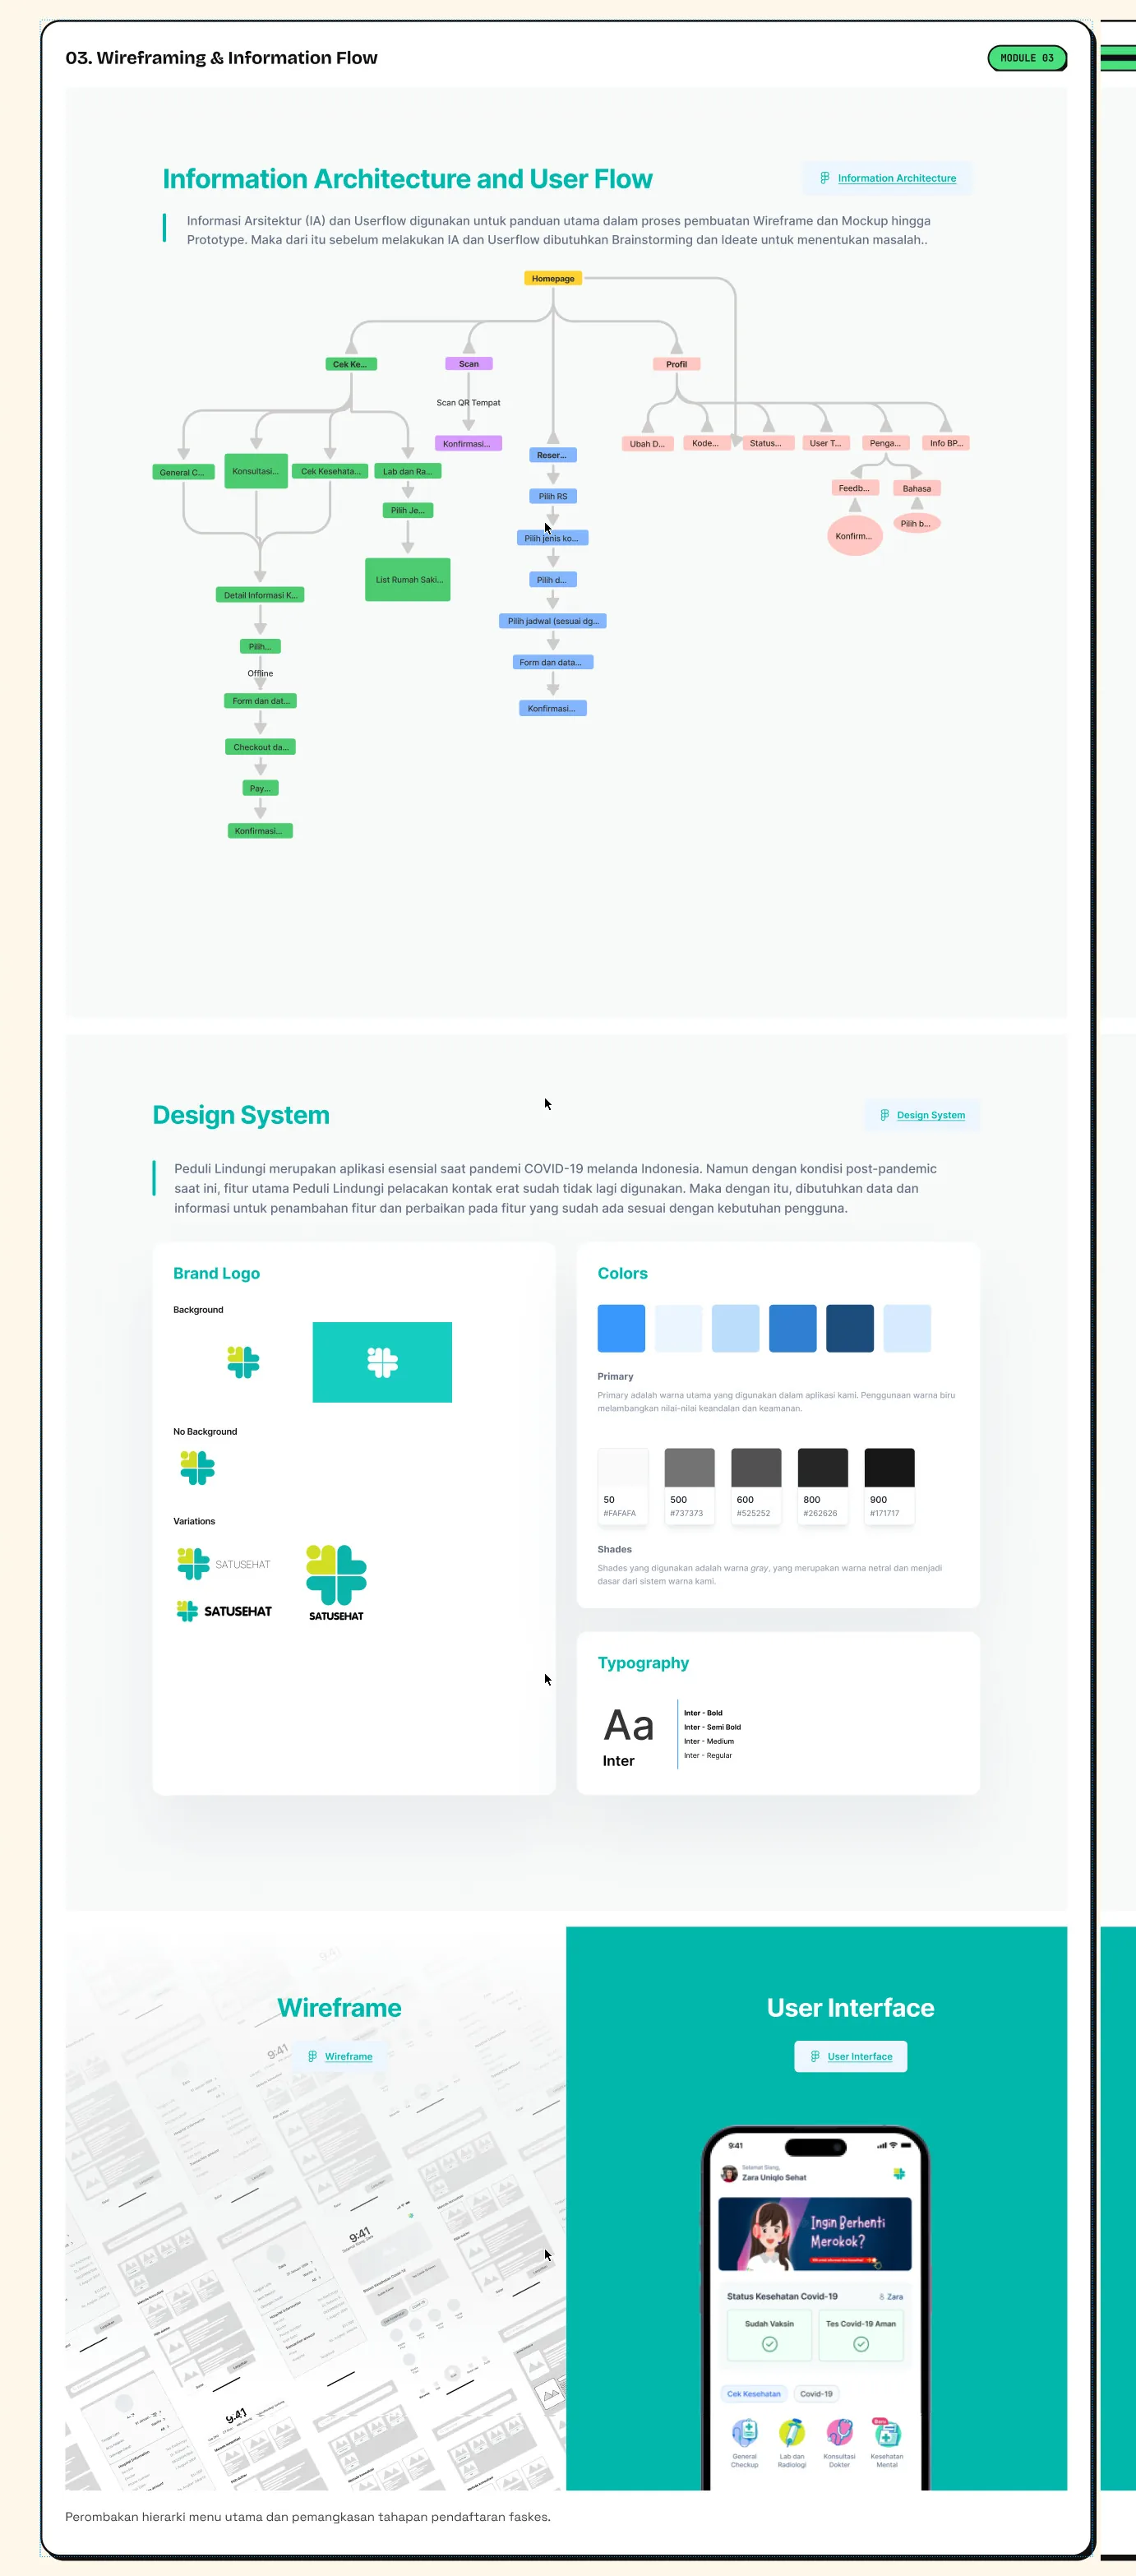 03. Wireframing & Information Flow
MODULE 03
Information Architecture and User Flow
Information Architecture
Informasi Arsitektur (IA) dan Userflow digunakan untuk panduan utama dalam proses pembuatan Wireframe dan Mockup hingga
Prototype. Maka dari itu sebelum melakukan IA dan Userflow dibutuhkan Brainstorming dan Ideate untuk menentukan masalah..
Homepage
Cek Ke...
Scan
Profil
Scan QR Tempat
General C...
Konsultasi...
Cek Kesehata...
Lab dan Ra...
Konfirmasi...
Reser...
Ubah D...
Kode...
Status...
User T...
Penga...
Info BP...
Pilih Je...
Pilih RS
Feedb...
Bahasa
Pilih jenis ko...
Konfirm...
Pilih b...
List Rumah Saki...
Pilih d...
Detail Informasi K...
Pilih jadwal (sesuai dg...
Pilih...
Form dan data...
Offline
Form dan dat...
Konfirmasi...
Checkout da...
Pay...
Konfirmasi...
Design System
Design System
Peduli Lindungi merupakan aplikasi esensial saat pandemi COVID-19 melanda Indonesia. Namun dengan kondisi post-pandemic
saat ini, fitur utama Peduli Lindungi pelacakan kontak erat sudah tidak lagi digunakan. Maka dengan itu, dibutuhkan data dan
informasi untuk penambahan fitur dan perbaikan pada fitur yang sudah ada sesuai dengan kebutuhan pengguna.
Brand Logo
Background
No Background
Variations
SATUSEHAT
SATUSEHAT
SATUSEHAT
Colors
Primary
Primary adalah warna utama yang digunakan dalam aplikasi kami. Penggunaan warna biru
melambangkan nilai-nilai keandalan dan keamanan.
50
#FAFAFA
500
#737373
600
#525252
800
#262626
900
#171717
Shades
Shades yang digunakan adalah warna gray, yang merupakan warna netral dan menjadi
dasar dari sistem warna kami.
Typography
Aa
Inter
Inter - Bold
Inter - Semi Bold
Inter - Medium
Inter - Regular
Wireframe
Wireframe
9:41
9:41
9:41
9:41
User Interface
User Interface
9:41
Selamat Siang,
Zara Uniqlo Sehat
Ingin Berhenti
Merokok?
Status Kesehatan Covid-19
Zara
Sudah Vaksin
Tes Covid-19 Aman
Cek Kesehatan
Covid-19
Baru
General
Checkup
Lab dan
Radiologi
Konsultasi
Dokter
Kesehatan
Mental
Perombakan hierarki menu utama dan pemangkasan tahapan pendaftaran faskes.